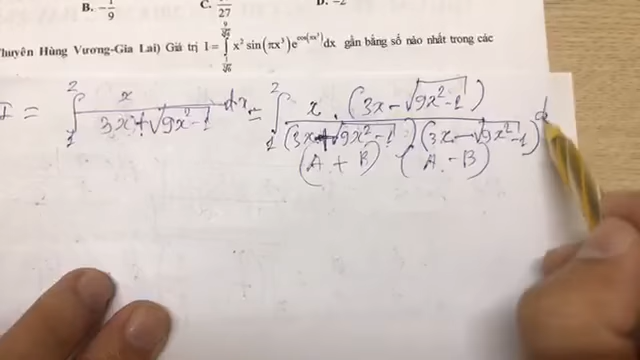 B. -1/9 C. /27 D. -2
Chuyên Hùng Vương-Gia Lai) Giá trị I = ∫ x² sin(πx³)e^cos(πx³) dx gần bằng số nào nhất trong các
I = ∫₁² x/(3x+√(9x²-1)) dx = ∫₁² x.(3x-√(9x²-1))/((3x+√(9x²-1))(3x-√(9x²-1))) d
(A + B) (A - B)